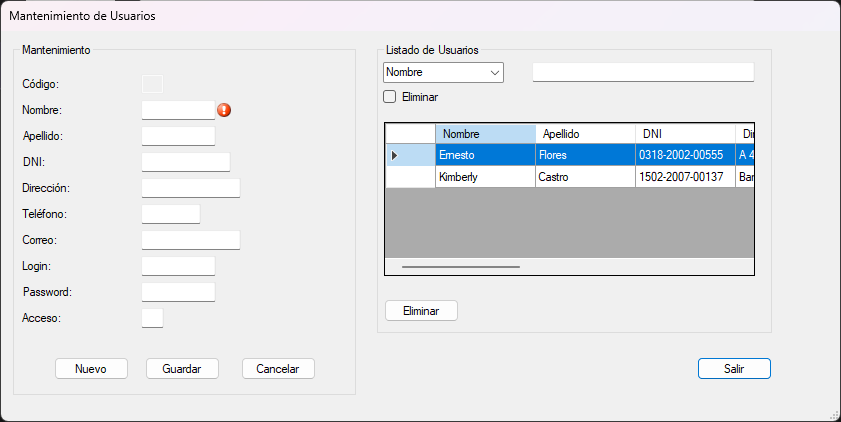 Mantenimiento de Usuarios
Mantenimiento
Código:
Nombre:
Apellido:
DNI:
Dirección:
Teléfono:
Correo:
Login:
Password:
Acceso:
Nuevo Guardar Cancelar
Listado de Usuarios
Nombre
Eliminar
Nombre Apellido DNI Dir
Ernesto Flores 0318-2002-00555 A 4
Kimberly Castro 1502-2007-00137 Bar
Eliminar
Salir